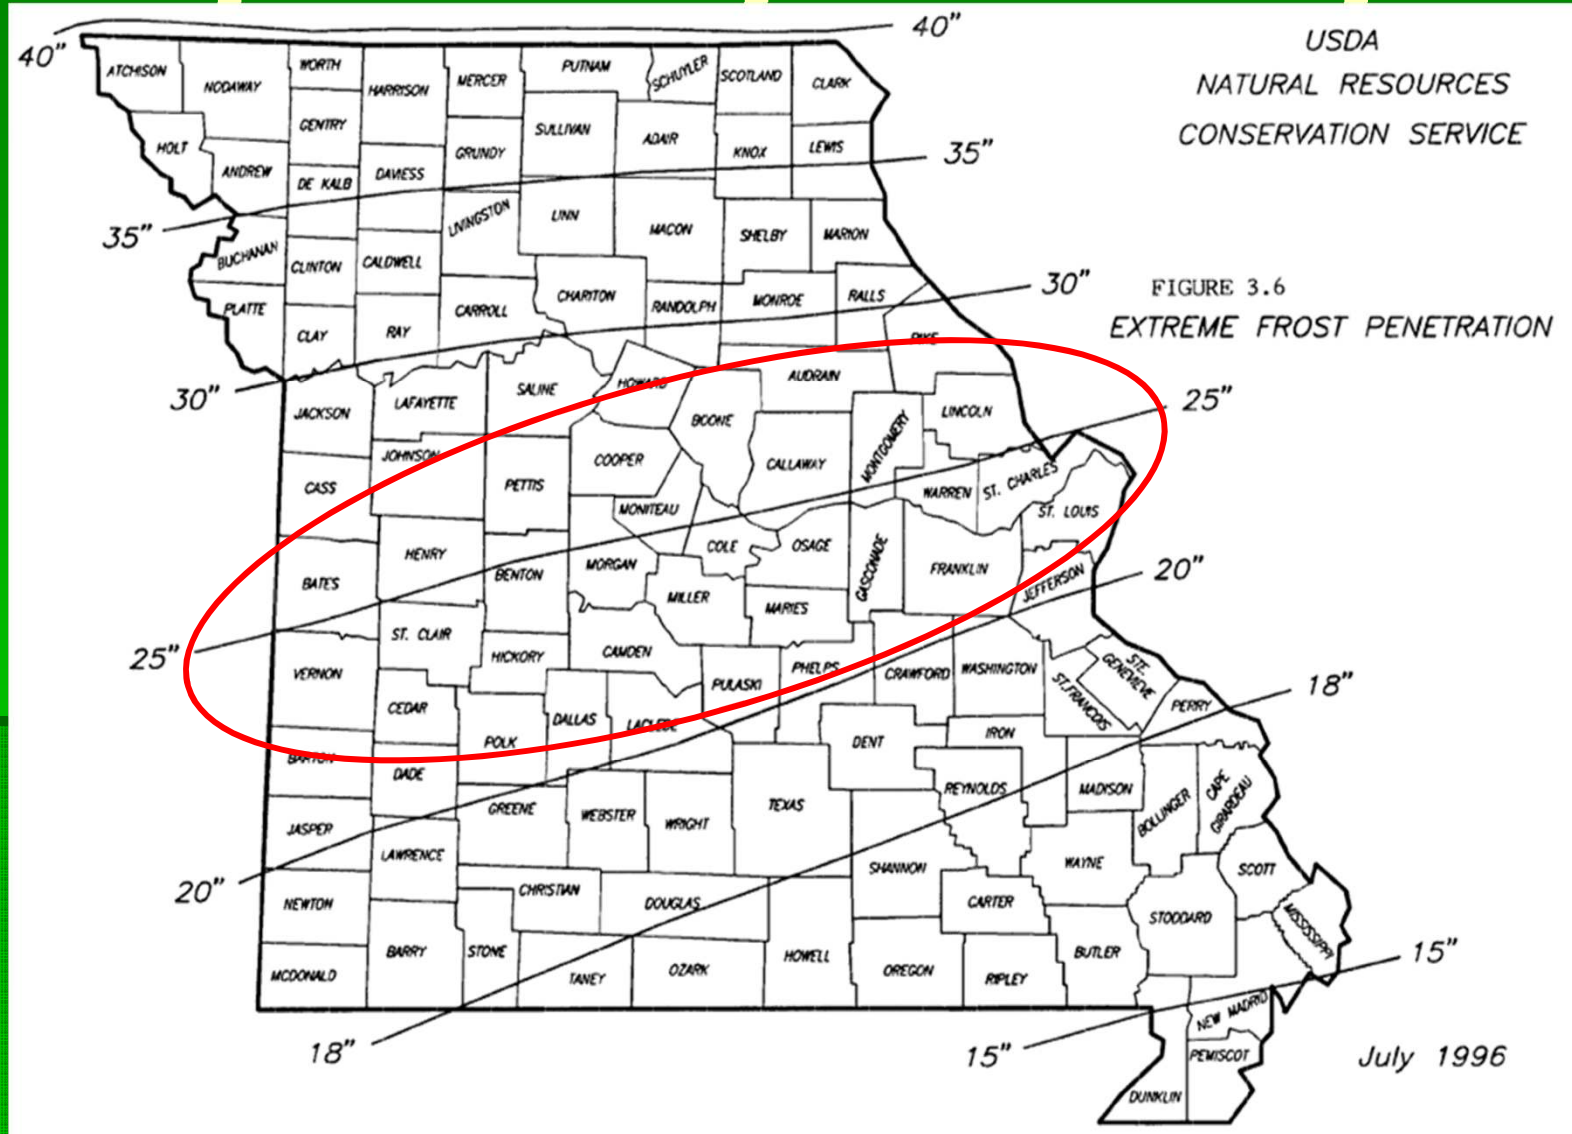 40”
40”
USDA
NATURAL RESOURCES
CONSERVATION SERVICE
ATCHISON
NODAWAY
WORTH
HARRISON
MERCER
PUTNAM
SCHUYLER
SCOTLAND
CLARK
GENTRY
SULLIVAN
ADAIR
HOLT
ANDREW
DE KALB
DAVIESS
GRUNDY
KNOX
LEWIS
35”
35”
BUCHANAN
CLINTON
CALDWELL
LIVINGSTON
LINN
MACON
SHELBY
MARION
30”
FIGURE 3.6
EXTREME FROST PENETRATION
PLATTE
CLAY
RAY
CARROLL
CHARITON
RANDOLPH
MONROE
RALLS
PIKE
30”
JACKSON
LAFAYETTE
SALINE
HOWARD
BOONE
AUDRAIN
MONTGOMERY
LINCOLN
25”
CASS
JOHNSON
PETTIS
COOPER
MONITEAU
CALLAWAY
WARREN
ST. CHARLES
ST. LOUIS
BATES
HENRY
BENTON
MORGAN
COLE
OSAGE
GASCONADE
FRANKLIN
JEFFERSON
20”
25”
VERNON
ST. CLAIR
HICKORY
CAMDEN
MILLER
MARIES
PULASKI
PHELPS
CRAWFORD
WASHINGTON
ST.FRANCOIS
STE.
GENEVIEVE
PERRY
18”
CEDAR
POLK
DALLAS
LACLEDE
DENT
IRON
BARTON
DADE
GREENE
WEBSTER
WRIGHT
TEXAS
REYNOLDS
MADISON
BOLLINGER
CAPE
GIRARDEAU
JASPER
LAWRENCE
20”
NEWTON
CHRISTIAN
DOUGLAS
SHANNON
CARTER
WAYNE
STODDARD
SCOTT
MISSISSIPPI
MCDONALD
BARRY
STONE
TANEY
OZARK
HOWELL
OREGON
RIPLEY
BUTLER
15”
18”
15”
NEW MADRID
PEMISCOT
DUNKLIN
July 1996